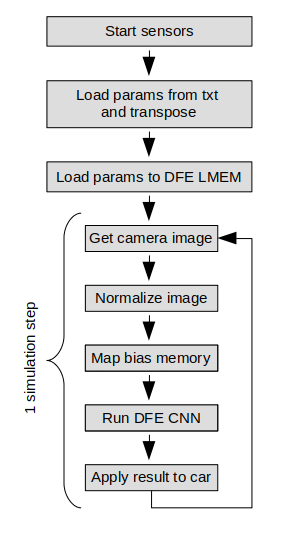 Start sensors
Load params from txt
and transpose
Load params to DFE LMEM
Get camera image
Normalize image
Map bias memory
Run DFE CNN
Apply result to car
1 simulation step